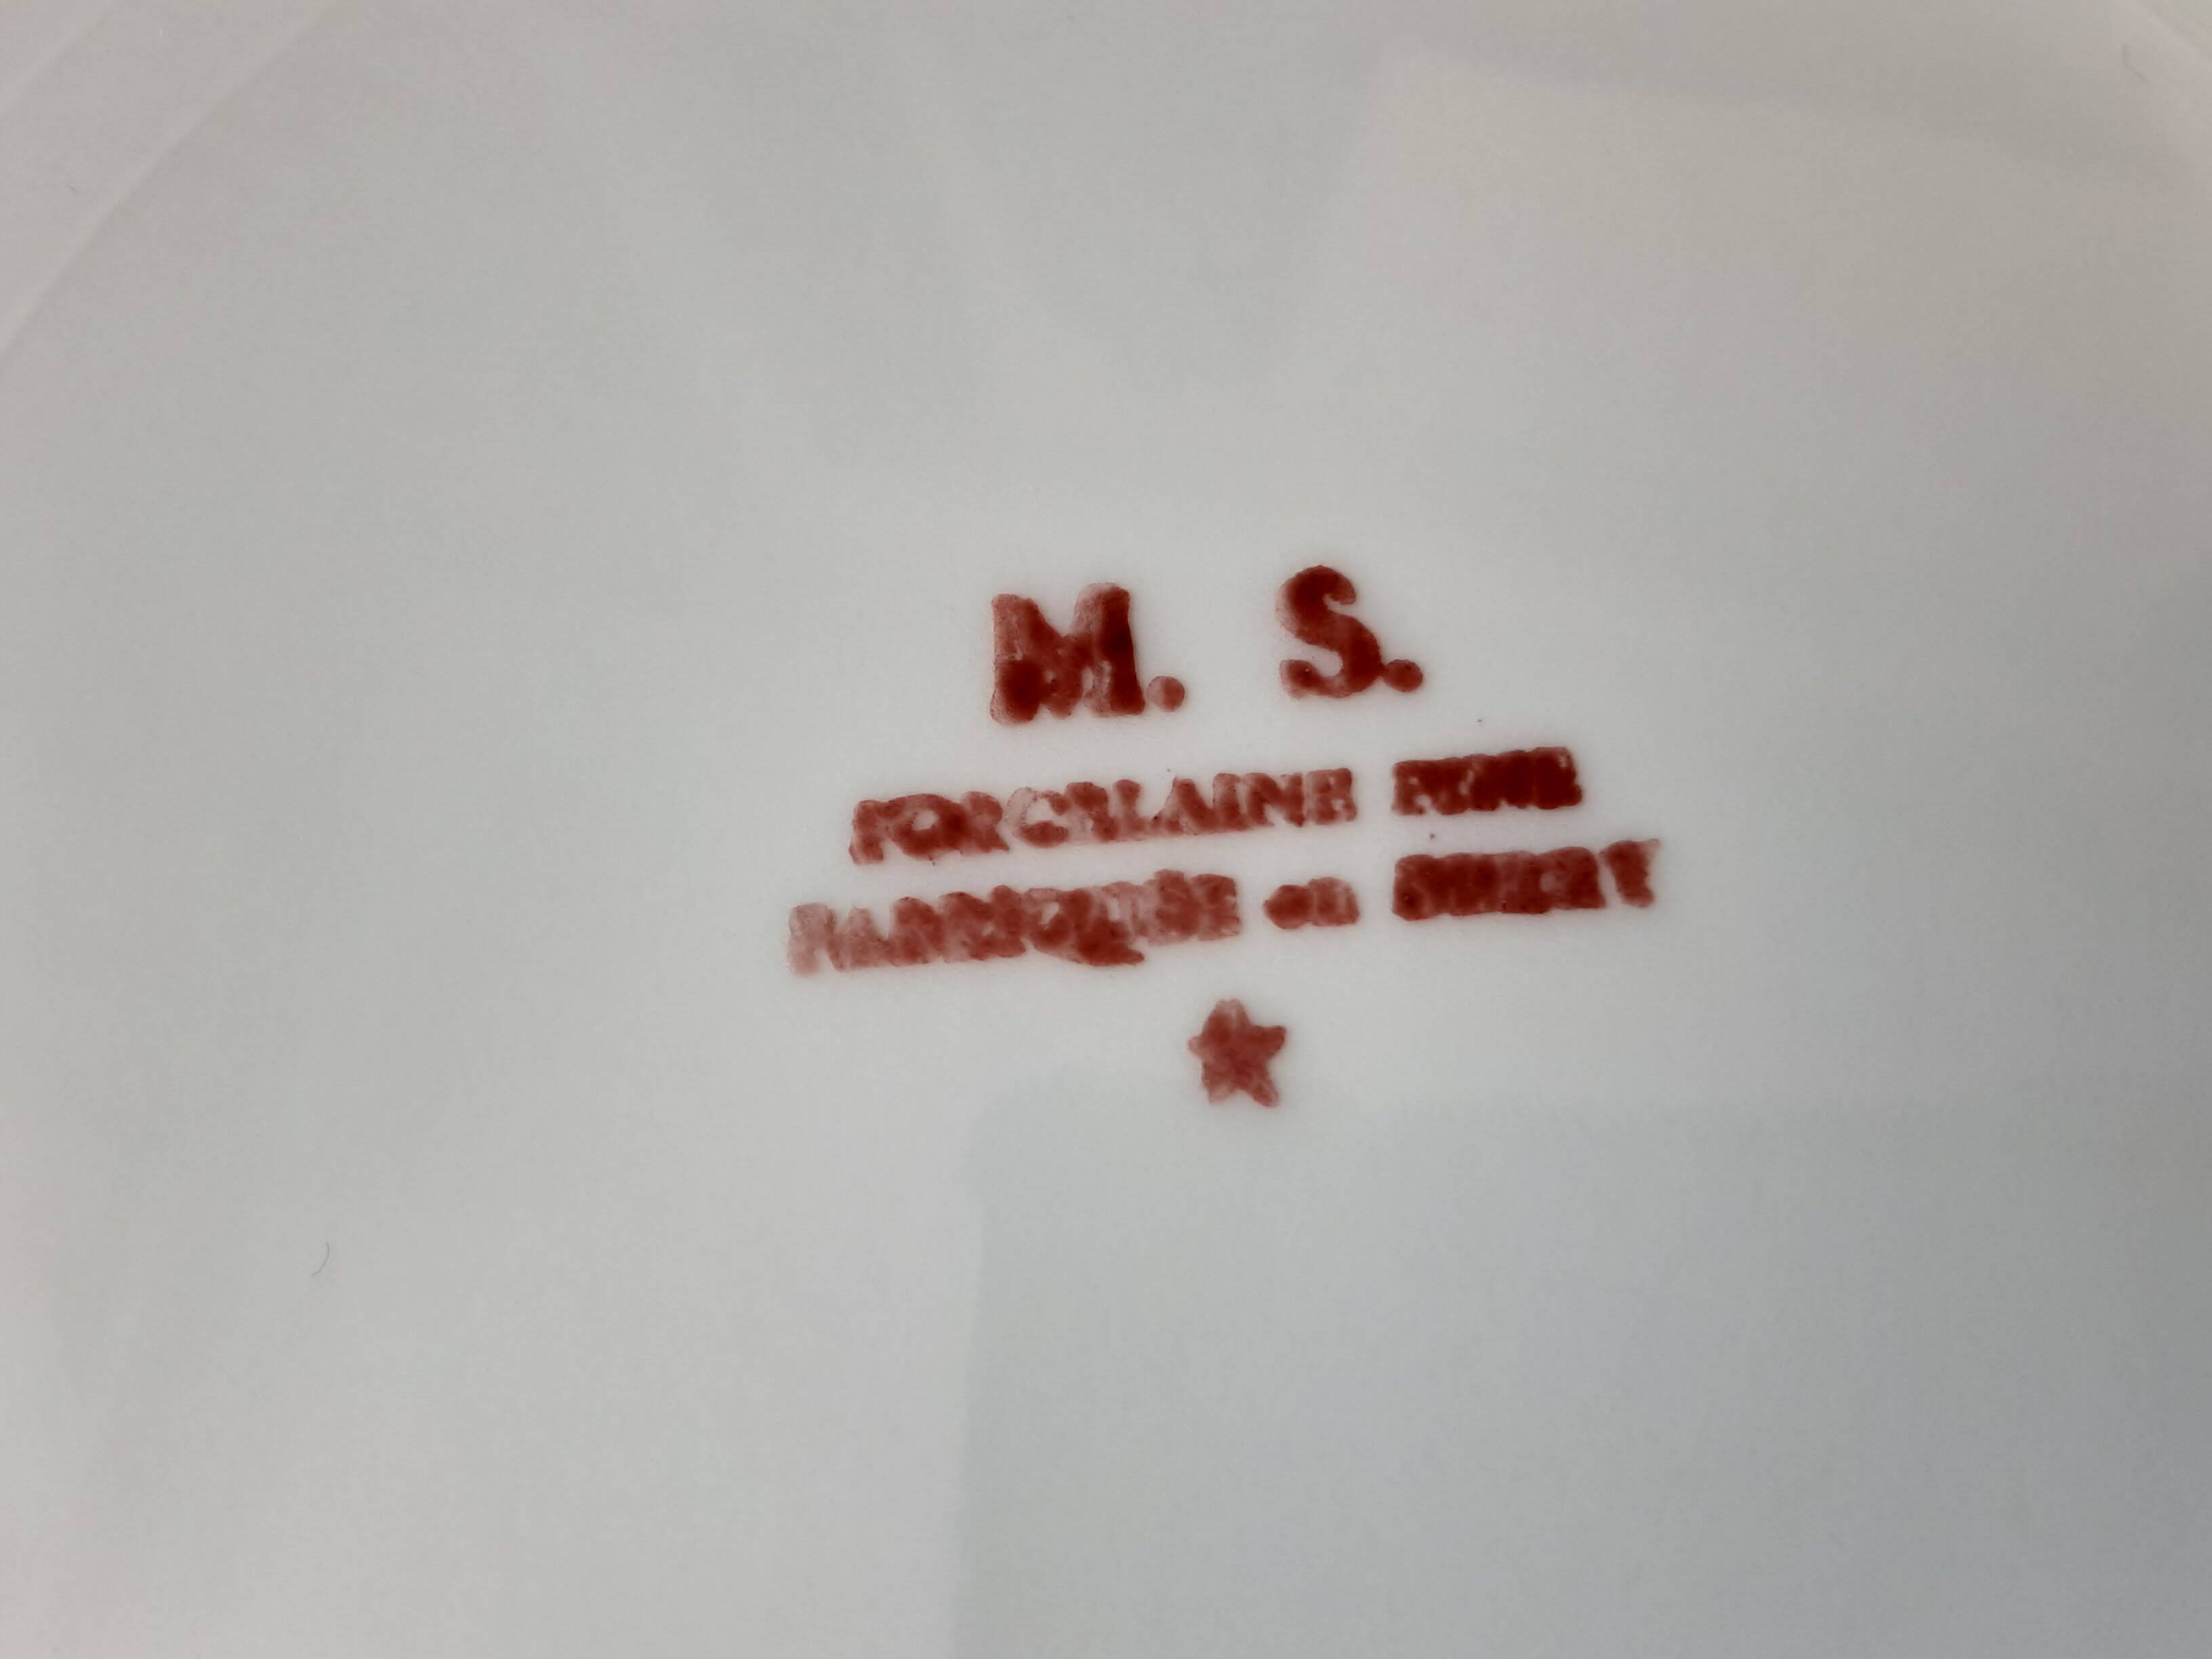 M. S.
PORCELAINE FINE
FABRIQUÉE en BERRY
★